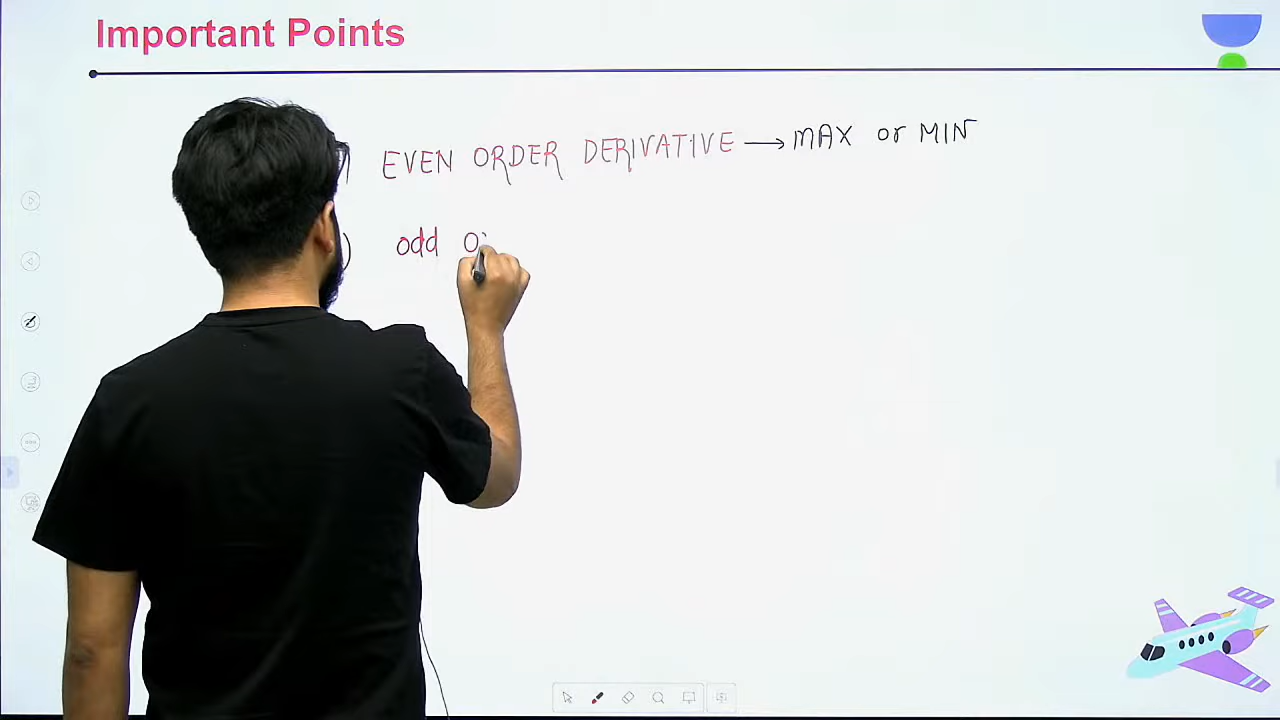 Important Points
EVEN ORDER DERIVATIVE → MAX or MIN
odd